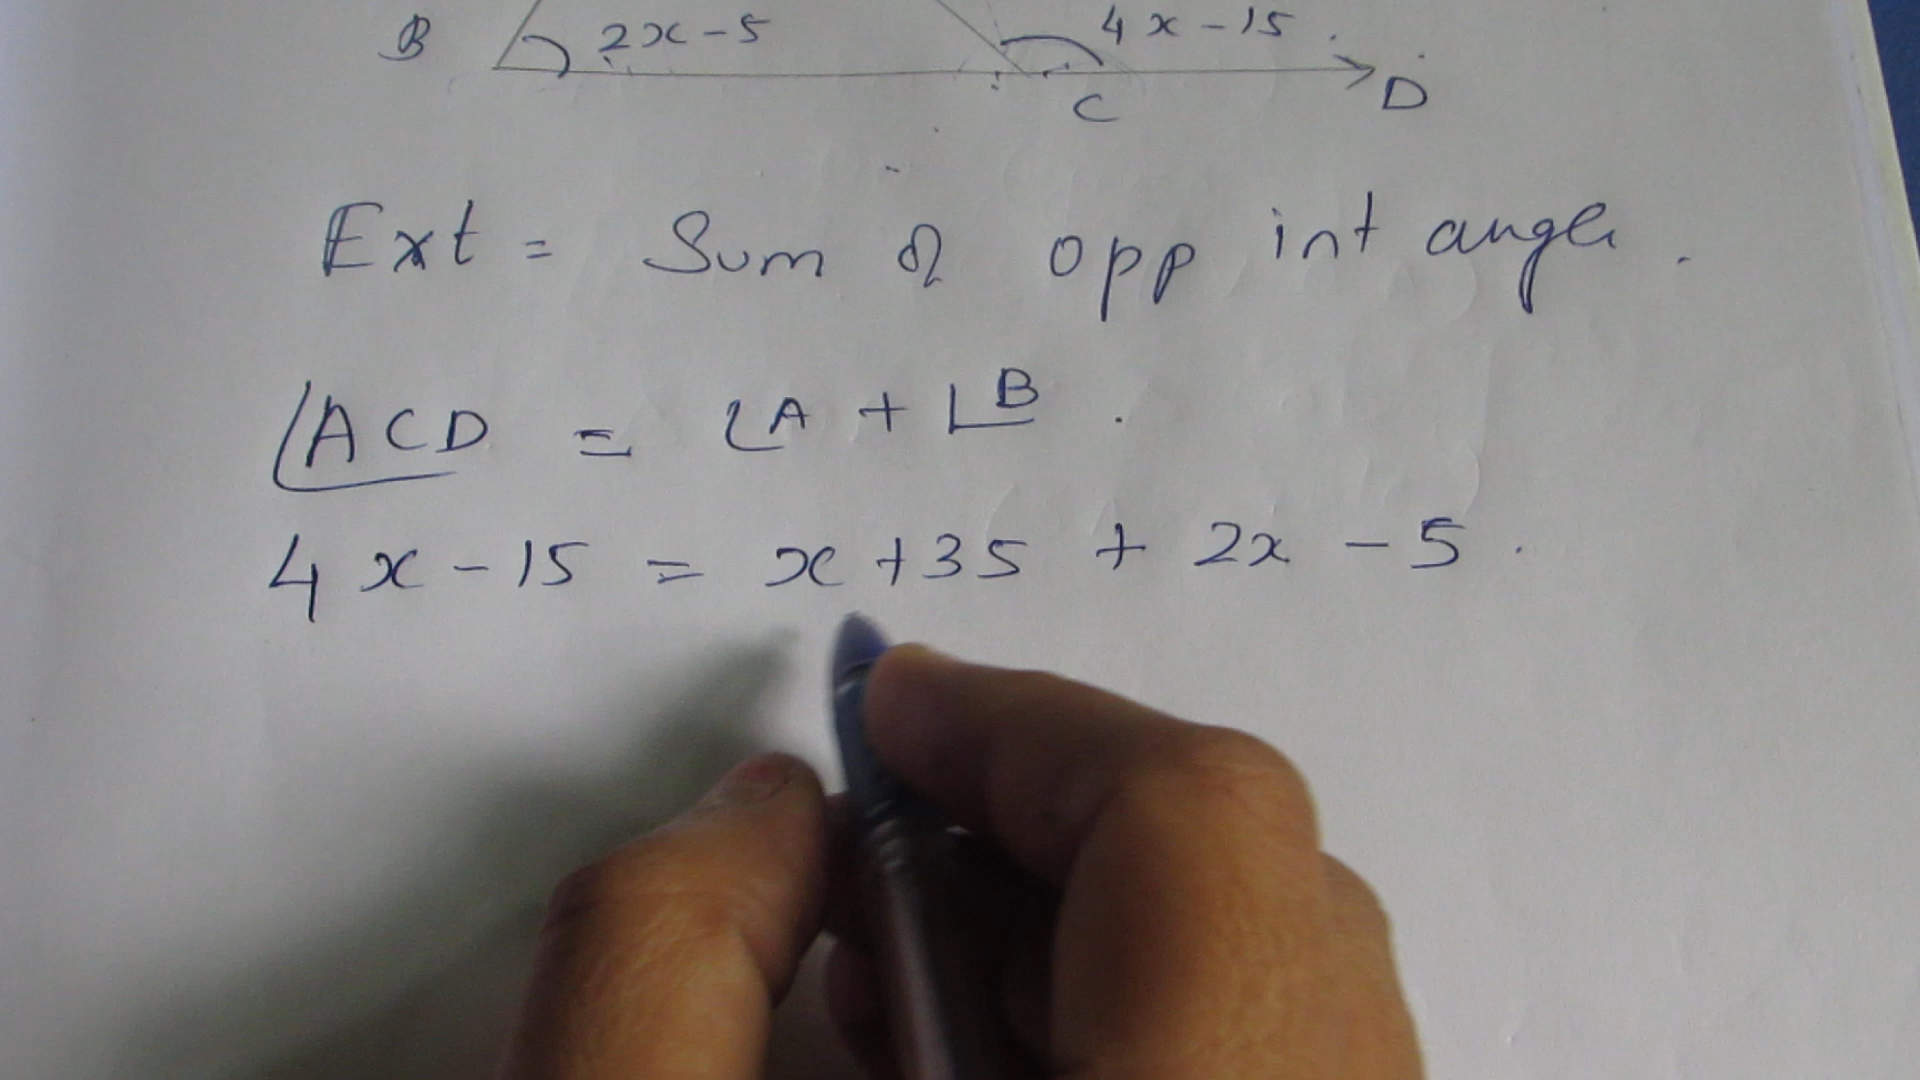 B 2x-5 4x-15.
C D
Ext = Sum of opp int angle.
∠ACD = ∠A + ∠B.
4x-15 = x+35 + 2x-5.